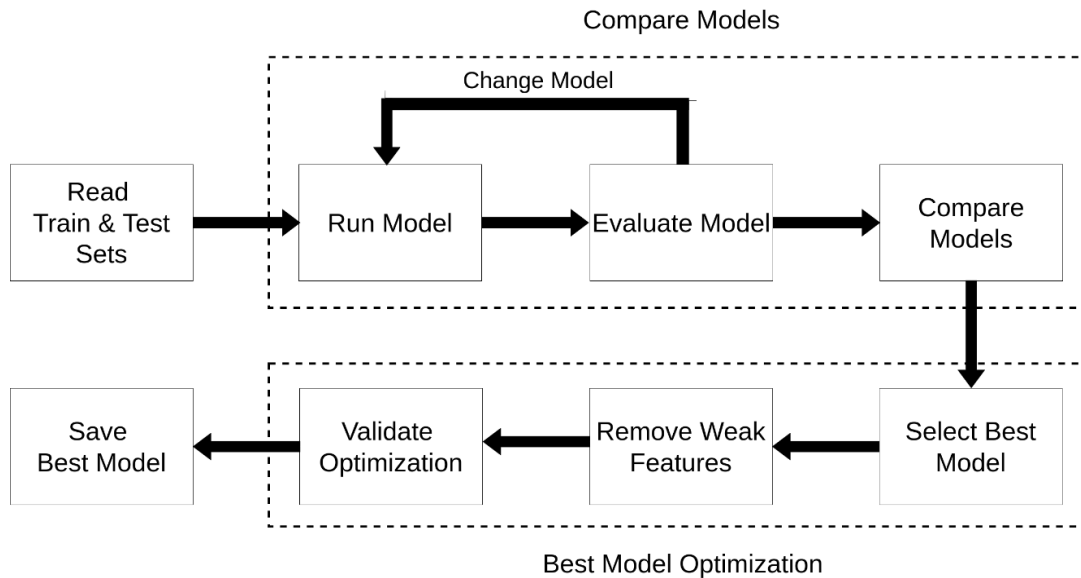 Compare Models
Change Model
Read
Train & Test
Sets
Run Model
Evaluate Model
Compare
Models
Save
Best Model
Validate
Optimization
Remove Weak
Features
Select Best
Model
Best Model Optimization